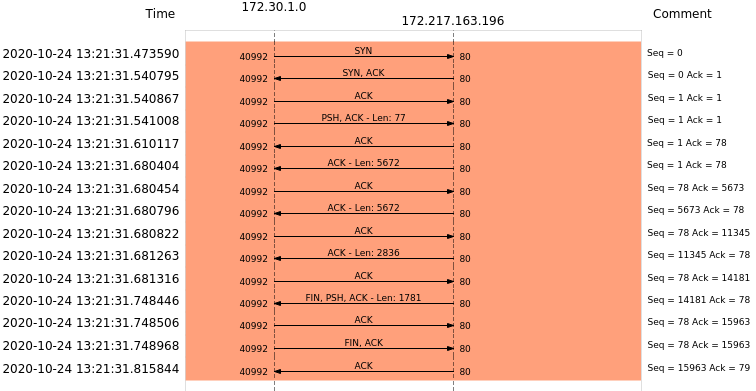 172.30.1.0
Time 172.217.163.196 Comment
2020-10-24 13:21:31.473590 40992 SYN 80 Seq = 0
2020-10-24 13:21:31.540795 40992 SYN, ACK 80 Seq = 0 Ack = 1
2020-10-24 13:21:31.540867 40992 ACK 80 Seq = 1 Ack = 1
2020-10-24 13:21:31.541008 40992 PSH, ACK - Len: 77 80 Seq = 1 Ack = 1
2020-10-24 13:21:31.610117 40992 ACK 80 Seq = 1 Ack = 78
2020-10-24 13:21:31.680404 40992 ACK - Len: 5672 80 Seq = 1 Ack = 78
2020-10-24 13:21:31.680454 40992 ACK 80 Seq = 78 Ack = 5673
2020-10-24 13:21:31.680796 40992 ACK - Len: 5672 80 Seq = 5673 Ack = 78
2020-10-24 13:21:31.680822 40992 ACK 80 Seq = 78 Ack = 11345
2020-10-24 13:21:31.681263 40992 ACK - Len: 2836 80 Seq = 11345 Ack = 78
2020-10-24 13:21:31.681316 40992 ACK 80 Seq = 78 Ack = 14181
2020-10-24 13:21:31.748446 40992 FIN, PSH, ACK - Len: 1781 80 Seq = 14181 Ack = 78
2020-10-24 13:21:31.748506 40992 ACK 80 Seq = 78 Ack = 15963
2020-10-24 13:21:31.748968 40992 FIN, ACK 80 Seq = 78 Ack = 15963
2020-10-24 13:21:31.815844 40992 ACK 80 Seq = 15963 Ack = 79